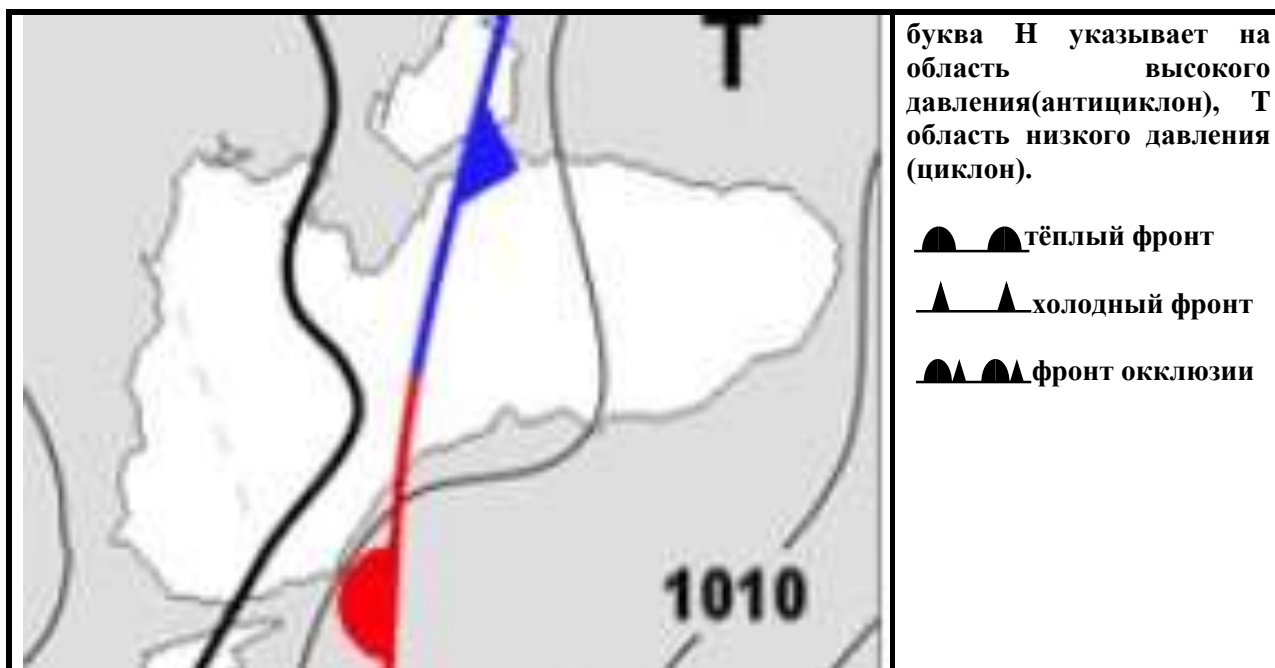 буква Н указывает на
область высокого
давления(антициклон), Т
область низкого давления
(циклон).
тёплый фронт
холодный фронт
фронт окклюзии
Т
1010